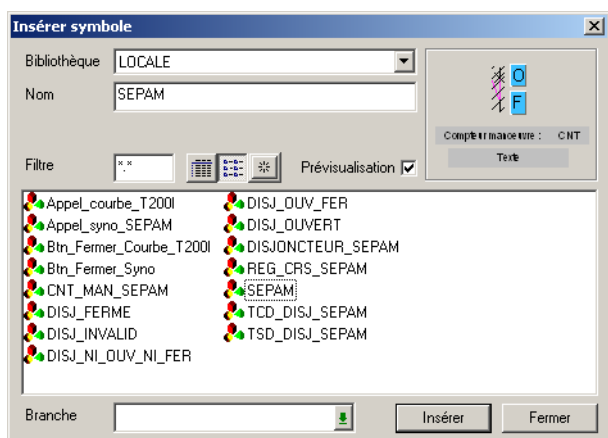 Insérer symbole
Bibliothèque LOCALE
Nom SEPAM
O
F
Compteur manoeuvre : CNT
Texte
Filtre *.* Prévisualisation
Appel_courbe_T200I DISJ_OUV_FER
Appel_syno_SEPAM DISJ_OUVERT
Btn_Fermer_Courbe_T200I DISJONCTEUR_SEPAM
Btn_Fermer_Syno REG_CRS_SEPAM
CNT_MAN_SEPAM SEPAM
DISJ_FERME TCD_DISJ_SEPAM
DISJ_INVALID TSD_DISJ_SEPAM
DISJ_NI_OUV_NI_FER
Branche Insérer Fermer